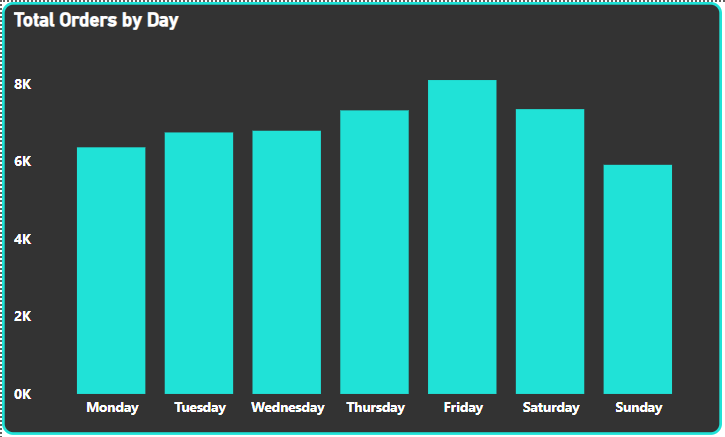 Total Orders by Day
8K
6K
4K
2K
0K
Monday Tuesday Wednesday Thursday Friday Saturday Sunday